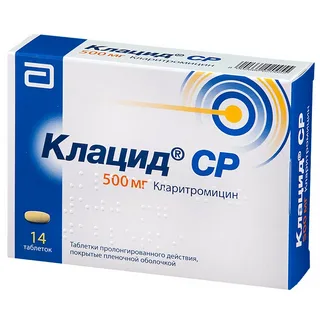 Клацид® СР
500 мг Кларитромицин
14
таблеток
Таблетки пролонгированного действия,
покрытые пленочной оболочкой